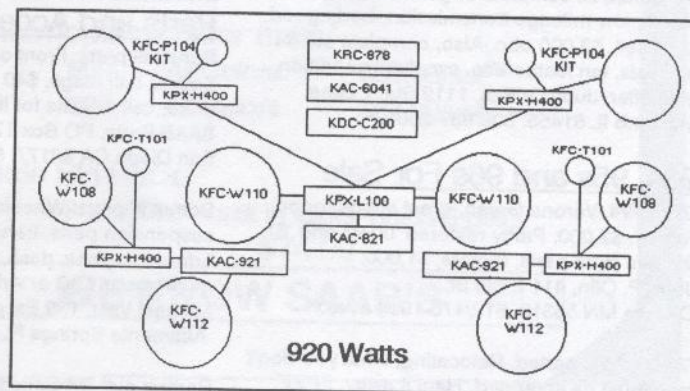 KFC-P104
KIT
KPX-H400
KRC-878
KAC-6041
KDC-C200
KFC-P104
KIT
KPX-H400
KFC-T101
KFC-
W108
KFC-W110
KPX-L100
KFC-W110
KFC-T101
KFC-
W108
KPX-H400
KAC-921
KAC-821
KAC-921
KPX-H400
KFC-
W112
KFC-
W112
920 Watts